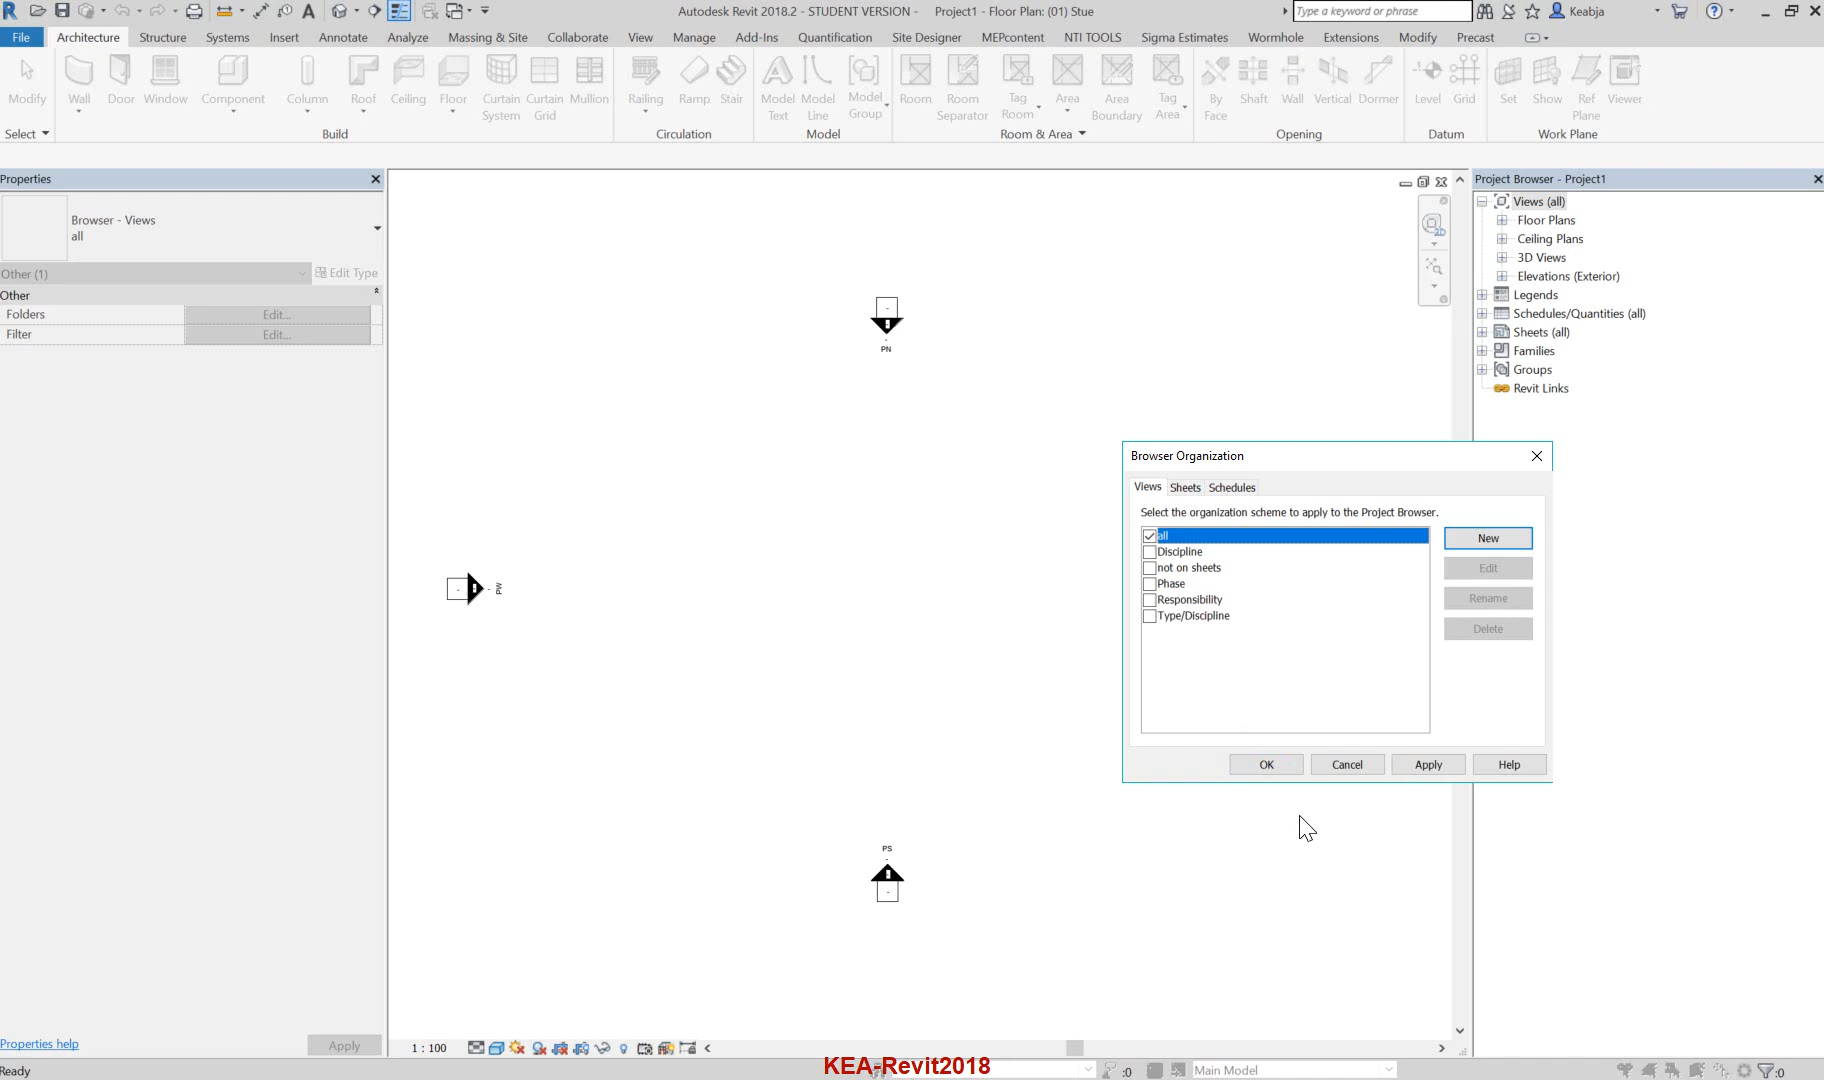 Autodesk Revit 2018.2 - STUDENT VERSION - Project1 - Floor Plan: (01) Stue
Type a keyword or phrase
Keabja
File Architecture Structure Systems Insert Annotate Analyze Massing & Site Collaborate View Manage Add-Ins Quantification Site Designer MEPcontent NTI TOOLS Sigma Estimates Wormhole Extensions Modify Precast
Modify Wall Door Window Component Column Roof Ceiling Floor Curtain System Curtain Grid Mullion Railing Ramp Stair Model Text Model Line Model Group Room Room Separator Tag Room Area Area Boundary Tag Area By Face Shaft Wall Vertical Dormer Level Grid Set Show Ref Plane Viewer
Select Build Circulation Model Room & Area Opening Datum Work Plane
Properties
Browser - Views
all
Other (1) Edit Type
Other
Folders Edit...
Filter Edit...
Properties help Apply
PN
PW
PS
2D
Project Browser - Project1
Views (all)
Floor Plans
Ceiling Plans
3D Views
Elevations (Exterior)
Legends
Schedules/Quantities (all)
Sheets (all)
Families
Groups
Revit Links
Browser Organization
Views Sheets Schedules
Select the organization scheme to apply to the Project Browser.
all
Discipline
not on sheets
Phase
Responsibility
Type/Discipline
New
Edit
Rename
Delete
OK Cancel Apply Help
1 : 100
KEA-Revit2018
Ready :0 Main Model :0